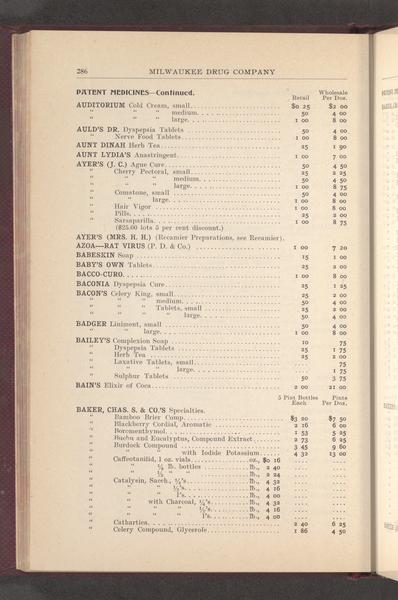 286 MILWAUKEE DRUG COMPANY
PATENT MEDICINES—Continued. Retail Wholesale Per Doz.
AUDITORIUM Cold Cream, small $0 25 $2 00
" " " medium 50 4 00
" " " large 1 00 8 00
AULD'S DR. Dyspepsia Tablets 50 4 00
" Nerve Food Tablets 1 00 8 00
AUNT DINAH Herb Tea 25 1 90
AUNT LYDIA'S Anastringent 1 00 7 00
AYER'S (J. C.) Ague Cure 50 4 50
" Cherry Pectoral, small 25 2 25
" " " medium 50 4 50
" " " large 1 00 8 75
" Comatone, small 50 4 00
" " large 1 00 8 00
" Hair Vigor 1 00 8 00
" Pills 25 2 00
" Sarsaparilla 1 00 8 75
($25.00 lots 5 per cent discount.)
AYER'S (MRS. H. H.) (Recamier Preparations, see Recamier).
AZOA—RAT VIRUS (P. D. & Co.) 1 00 7 20
BABESKIN Soap 15 1 00
BABY'S OWN Tablets 25 2 00
BACCO-CURO 1 00 8 00
BACONIA Dyspepsia Cure 25 1 25
BACON'S Celery King, small 25 2 00
" " " medium 50 4 00
" " " Tablets, small 25 2 00
" " " " large 50 4 00
BADGER Liniment, small 50 4 00
" " large 1 00 8 00
BAILEY'S Complexion Soap 10 75
" Dyspepsia Tablets 25 1 75
" Herb Tea 25 2 00
" Laxative Tablets, small 75
" " " large 1 75
" Sulphur Tablets 50 3 75
BAIN'S Elixir of Coca 2 00 21 00
5 Pint Bottles Each Pints Per Doz.
BAKER, CHAS. S. & CO.'S Specialties.
" Bamboo Brier Comp $3 20 $7 50
" Blackberry Cordial, Aromatic 2 16 6 00
" Boromenthymol 1 53 5 25
" Buchu and Eucalyptus, Compound Extract 2 73 6 25
" Burdock Compound 3 45 9 60
" " " with Iodide Potassium 4 32 13 00
" Caffeotanilid, 1 oz. vials oz., $0 16
" " ¼ lb. bottles lb., 2 40
" " ½ " " lb., 2 24
" Catalysin, Sacch., ¼'s lb., 4 32
" " " ½'s lb., 4 16
" " " 1's lb., 4 00
" " with Charcoal, ¼'s lb., 4 32
" " " " ½'s lb., 4 16
" " " " 1's lb., 4 00
" Cathartica 2 40 6 25
" Celery Compound, Glycerole 1 86 4 50